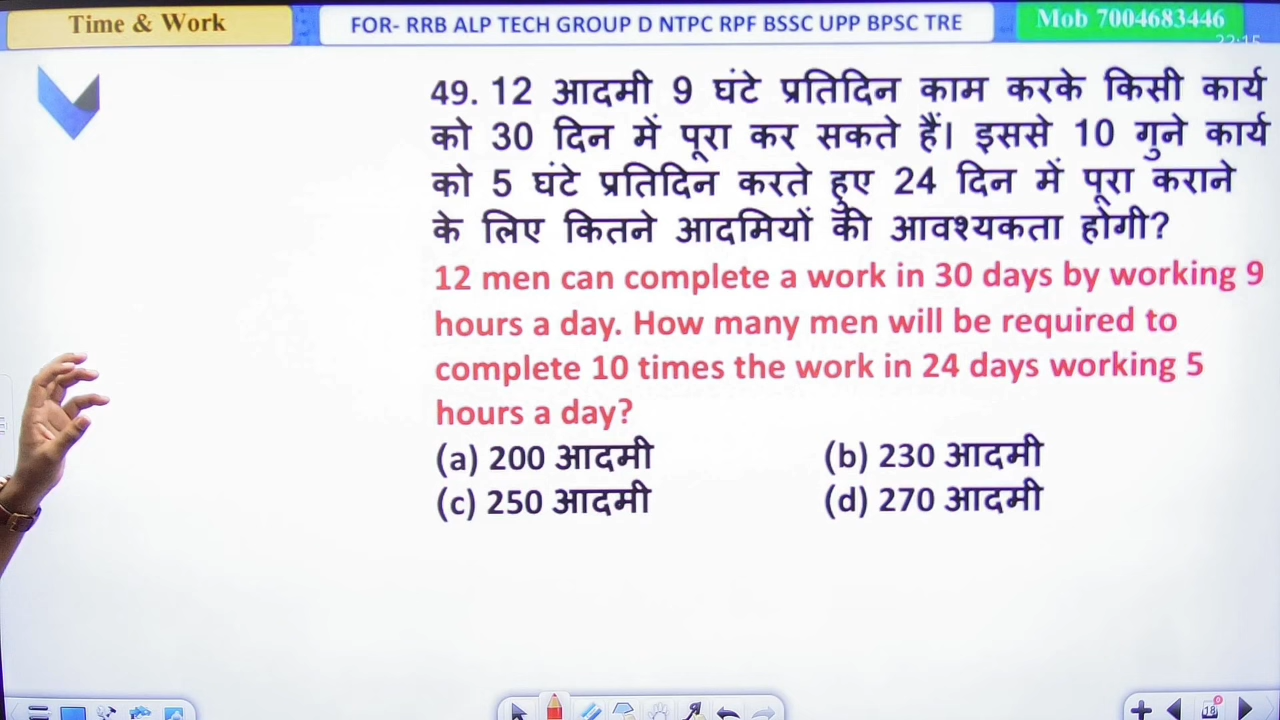 Time & Work
FOR- RRB ALP TECH GROUP D NTPC RPF BSSC UPP BPSC TRE
Mob 7004683446
22:15
49. 12 आदमी 9 घंटे प्रतिदिन काम करके किसी कार्य
को 30 दिन में पूरा कर सकते हैं। इससे 10 गुने कार्य
को 5 घंटे प्रतिदिन करते हुए 24 दिन में पूरा कराने
के लिए कितने आदमियों की आवश्यकता होगी?
12 men can complete a work in 30 days by working 9
hours a day. How many men will be required to
complete 10 times the work in 24 days working 5
hours a day?
(a) 200 आदमी (b) 230 आदमी
(c) 250 आदमी (d) 270 आदमी
18